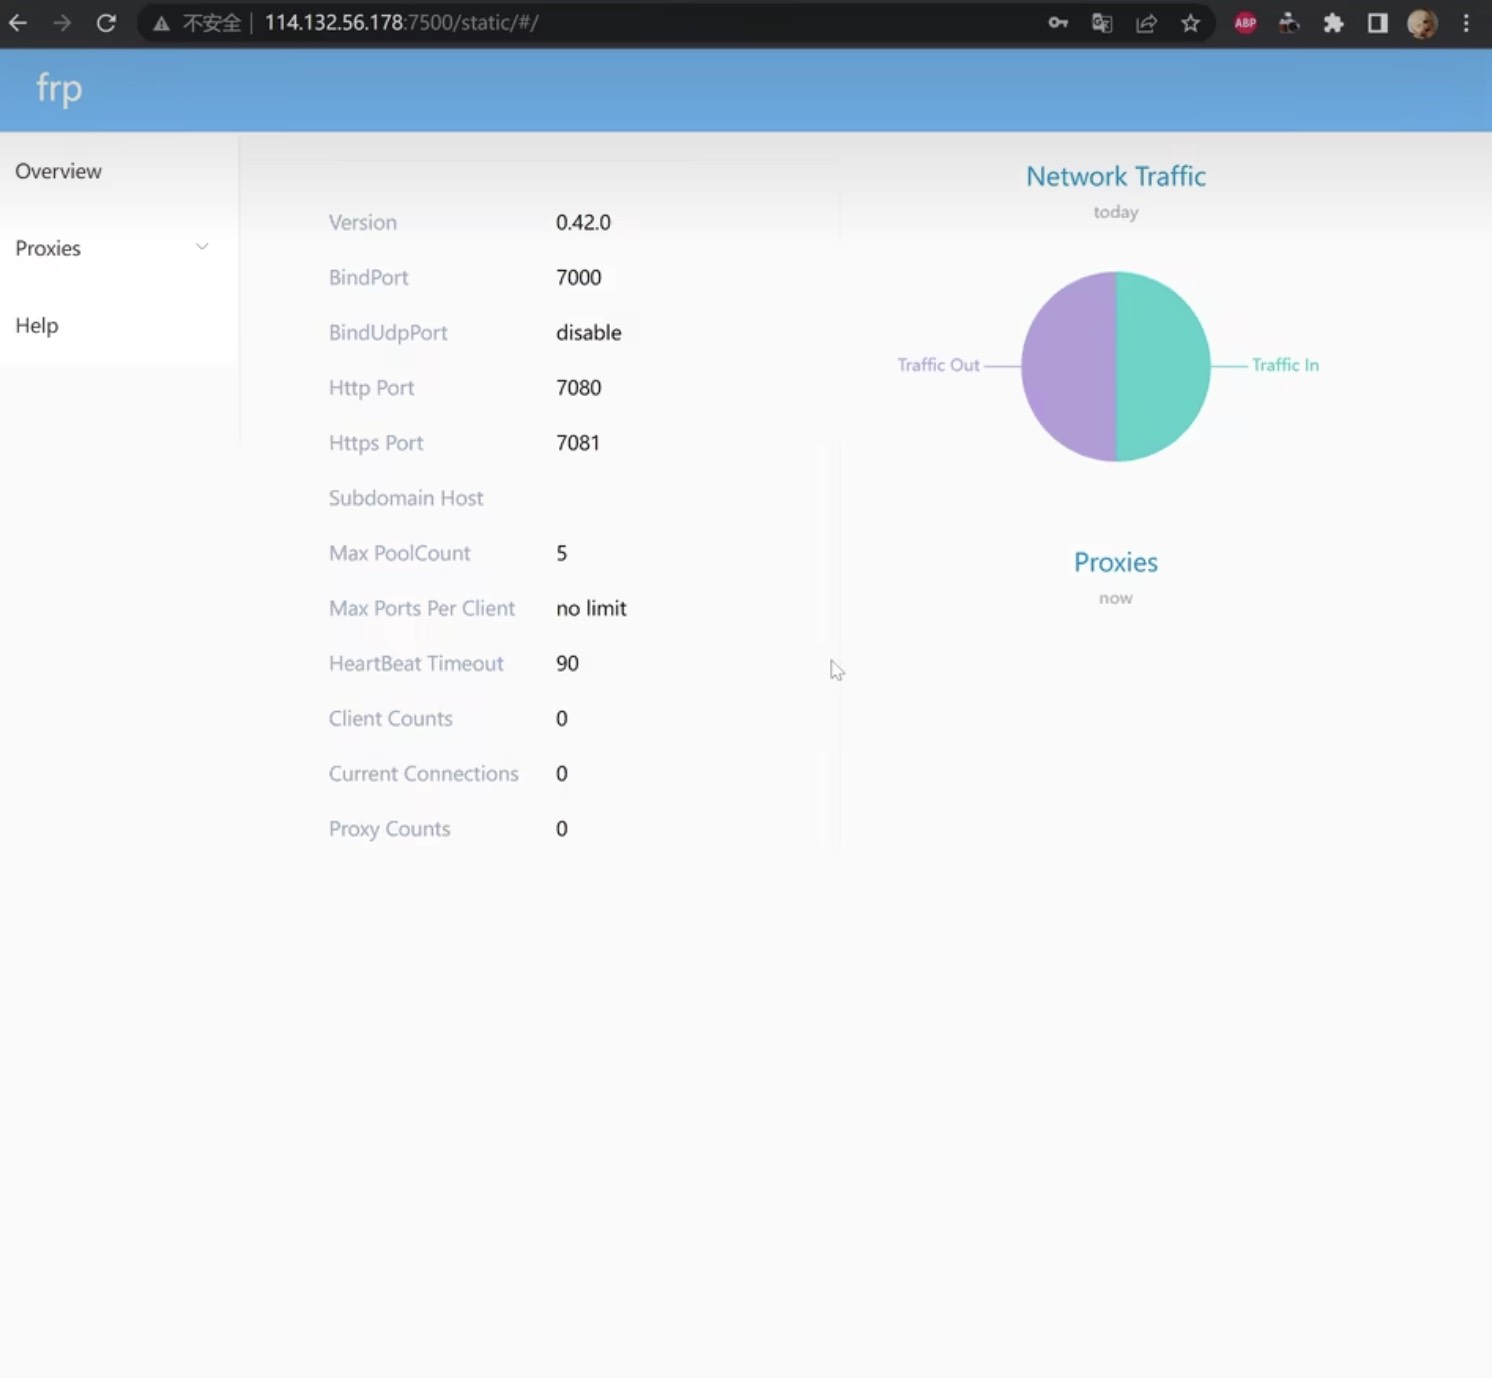 不安全 114.132.56.178:7500/static/#/
ABP
frp
Overview
Proxies
Help
Version 0.42.0
BindPort 7000
BindUdpPort disable
Http Port 7080
Https Port 7081
Subdomain Host
Max PoolCount 5
Max Ports Per Client no limit
HeartBeat Timeout 90
Client Counts 0
Current Connections 0
Proxy Counts 0
Network Traffic
today
Traffic Out
Traffic In
Proxies
now